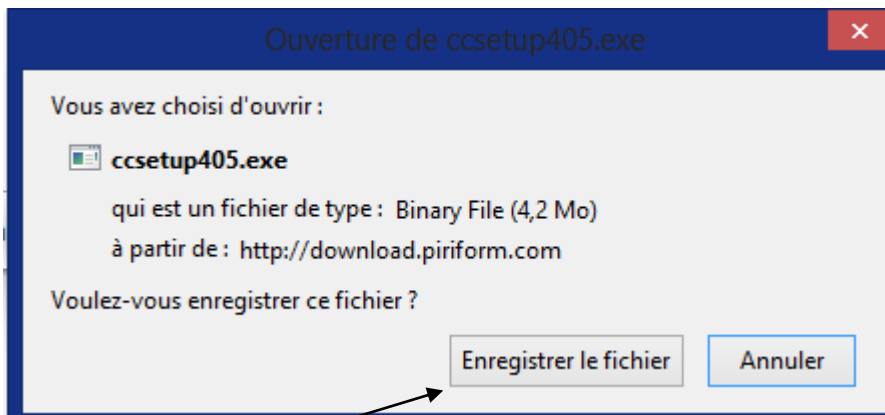 Ouverture de ccsetup405.exe
Vous avez choisi d'ouvrir :
ccsetup405.exe
qui est un fichier de type : Binary File (4,2 Mo)
à partir de : http://download.piriform.com
Voulez-vous enregistrer ce fichier ?
Enregistrer le fichier Annuler